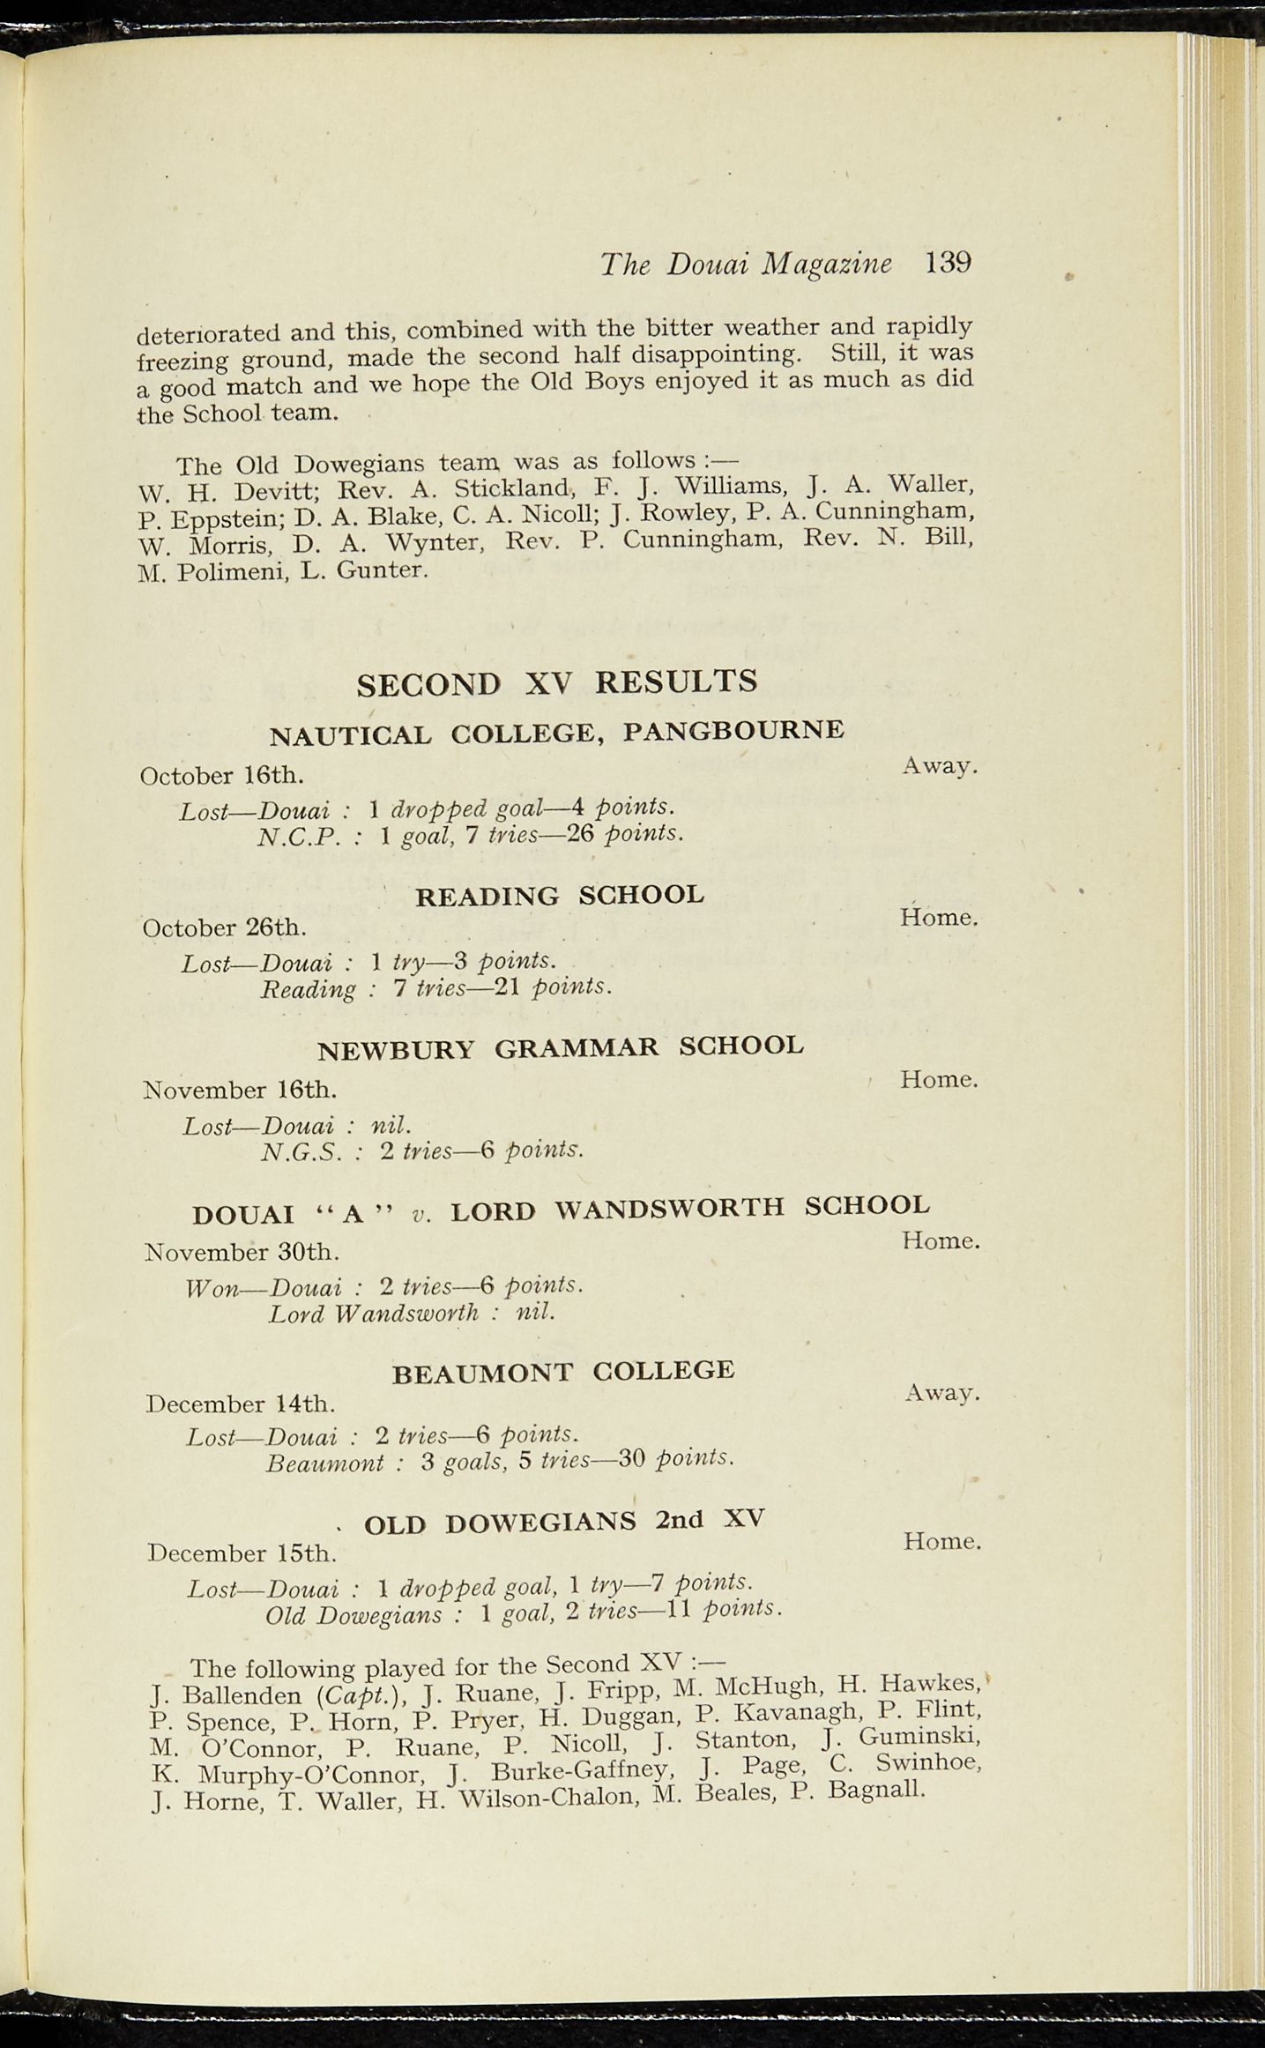 The Douai Magazine 139
deteriorated and this, combined with the bitter weather and rapidly
freezing ground, made the second half disappointing. Still, it was
a good match and we hope the Old Boys enjoyed it as much as did
the School team.
The Old Dowegians team was as follows :—
W. H. Devitt; Rev. A. Stickland, F. J. Williams, J. A. Waller,
P. Eppstein; D. A. Blake, C. A. Nicoll; J. Rowley, P. A. Cunningham,
W. Morris, D. A. Wynter, Rev. P. Cunningham, Rev. N. Bill,
M. Polimeni, L. Gunter.
SECOND XV RESULTS
NAUTICAL COLLEGE, PANGBOURNE
October 16th. Away.
Lost—Douai : 1 dropped goal—4 points.
N.C.P. : 1 goal, 7 tries—26 points.
READING SCHOOL
October 26th. Home.
Lost—Douai : 1 try—3 points.
Reading : 7 tries—21 points.
NEWBURY GRAMMAR SCHOOL
November 16th. Home.
Lost—Douai : nil.
N.G.S. : 2 tries—6 points.
DOUAI “ A ” v. LORD WANDSWORTH SCHOOL
November 30th. Home.
Won—Douai : 2 tries—6 points.
Lord Wandsworth : nil.
BEAUMONT COLLEGE
December 14th. Away.
Lost—Douai : 2 tries—6 points.
Beaumont : 3 goals, 5 tries—30 points.
OLD DOWEGIANS 2nd XV
December 15th. Home.
Lost—Douai : 1 dropped goal, 1 try—7 points.
Old Dowegians : 1 goal, 2 tries—11 points.
The following played for the Second XV :—
J. Ballenden (Capt.), J. Ruane, J. Fripp, M. McHugh, H. Hawkes,
P. Spence, P. Horn, P. Pryer, H. Duggan, P. Kavanagh, P. Flint,
M. O'Connor, P. Ruane, P. Nicoll, J. Stanton, J. Guminski,
K. Murphy-O'Connor, J. Burke-Gaffney, J. Page, C. Swinhoe,
J. Horne, T. Waller, H. Wilson-Chalon, M. Beales, P. Bagnall.